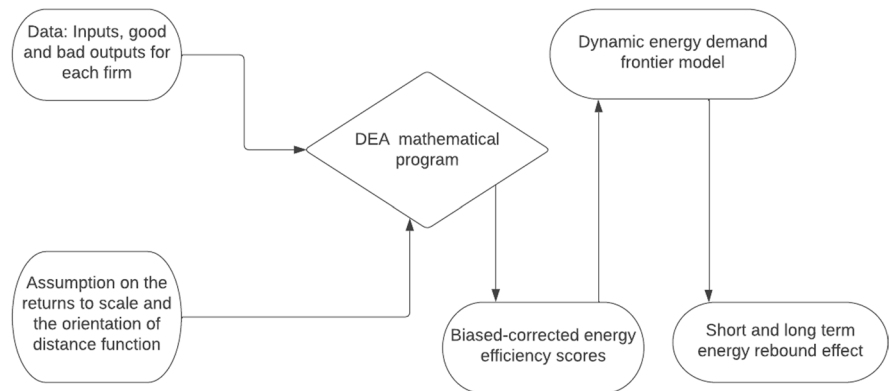 Data: Inputs, good
and bad outputs for
each firm
Dynamic energy demand
frontier model
DEA mathematical
program
Assumption on the
returns to scale and
the orientation of
distance function
Biased-corrected energy
efficiency scores
Short and long term
energy rebound effect